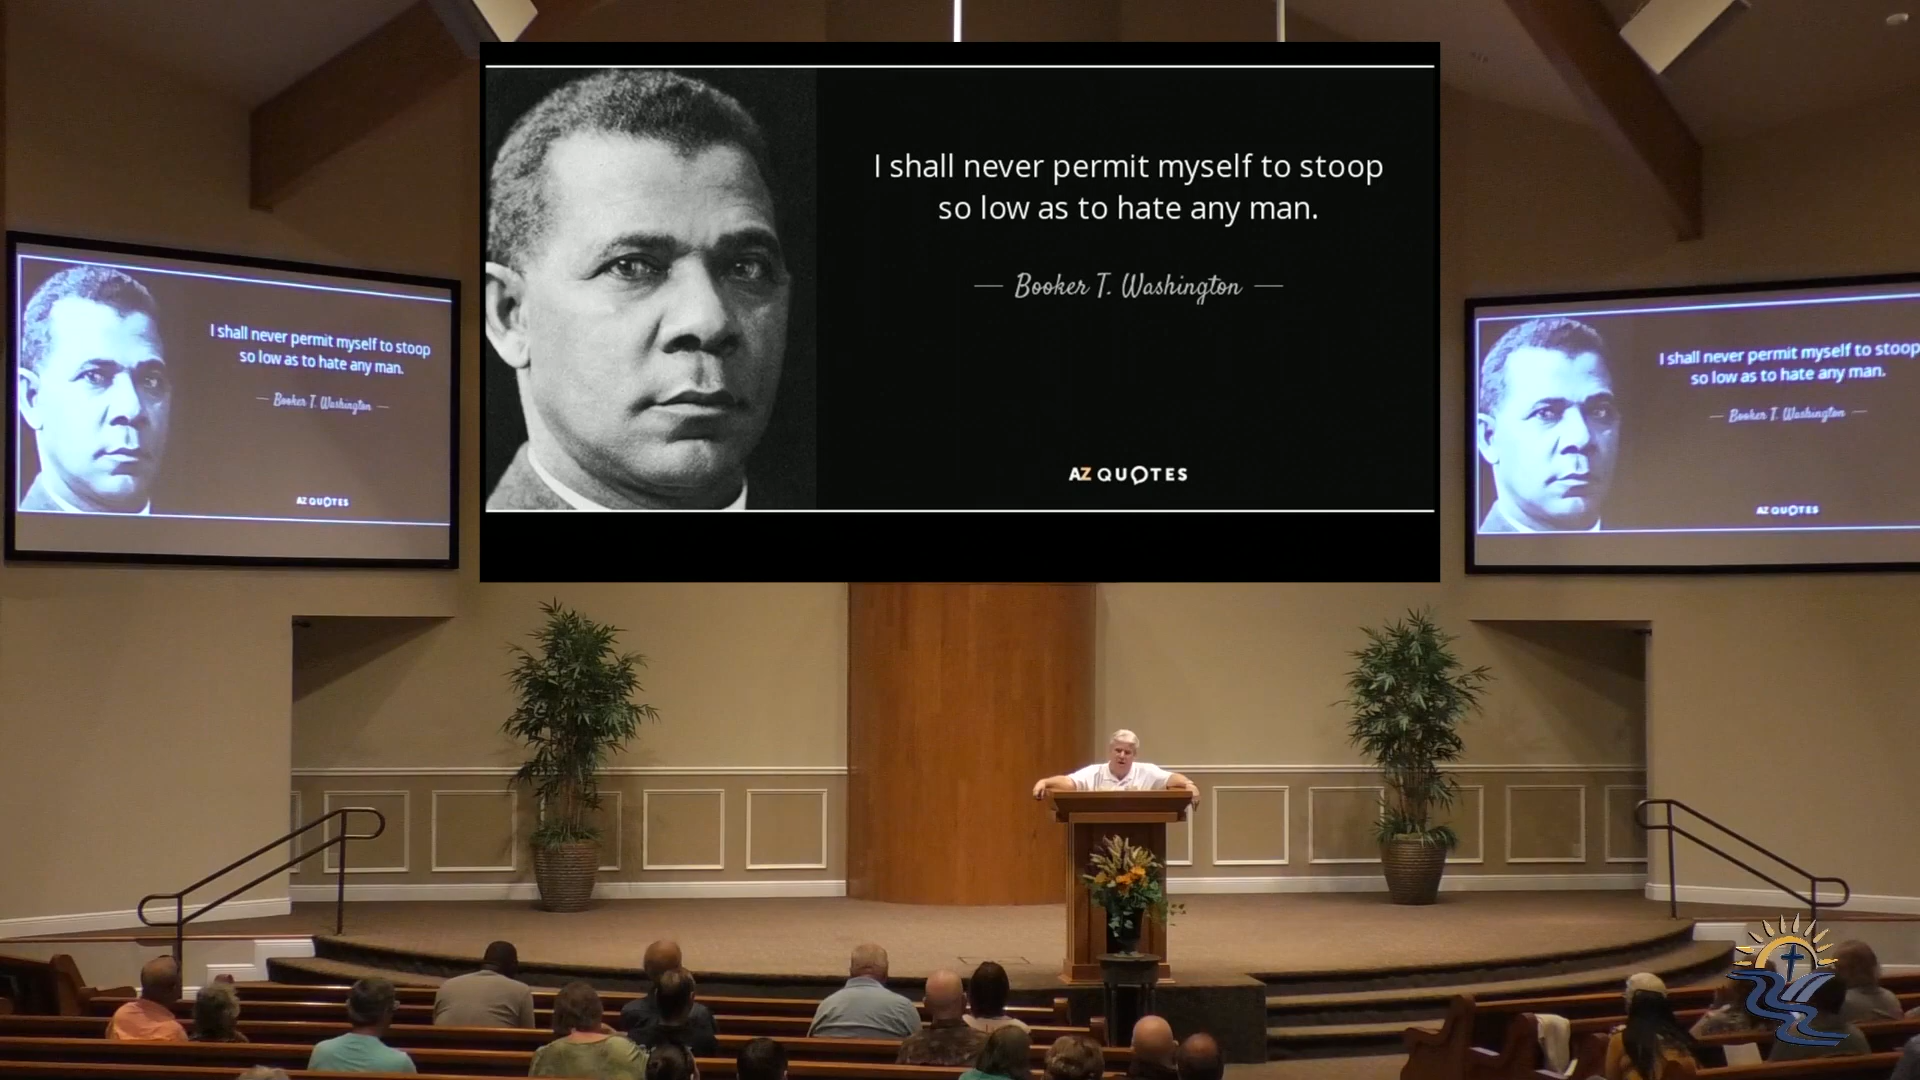 I shall never permit myself to stoop
so low as to hate any man.
— Booker T. Washington —
AZ QUOTES
I shall never permit myself to stoop
so low as to hate any man.
— Booker T. Washington —
AZ QUOTES
I shall never permit myself to stoop
so low as to hate any man.
— Booker T. Washington —
AZ QUOTES